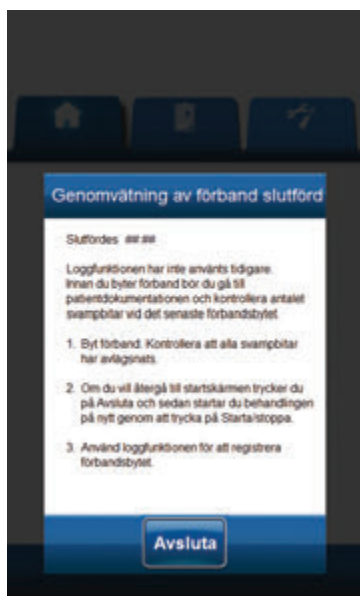 Genomvätning av förband slutförd
Slutfördes ##:##
Loggfunktionen har inte använts tidigare.
Innan du byter förband bör du gå till
patientdokumentationen och kontrollera antalet
svampbitar vid det senaste förbandsbytet.
1. Byt förband. Kontrollera att alla svampbitar
har avlägsnats.
2. Om du vill återgå till startskärmen trycker du
på Avsluta och sedan startar du behandlingen
på nytt genom att trycka på Starta/stoppa.
3. Använd loggfunktionen för att registrera
förbandsbytet.
Avsluta